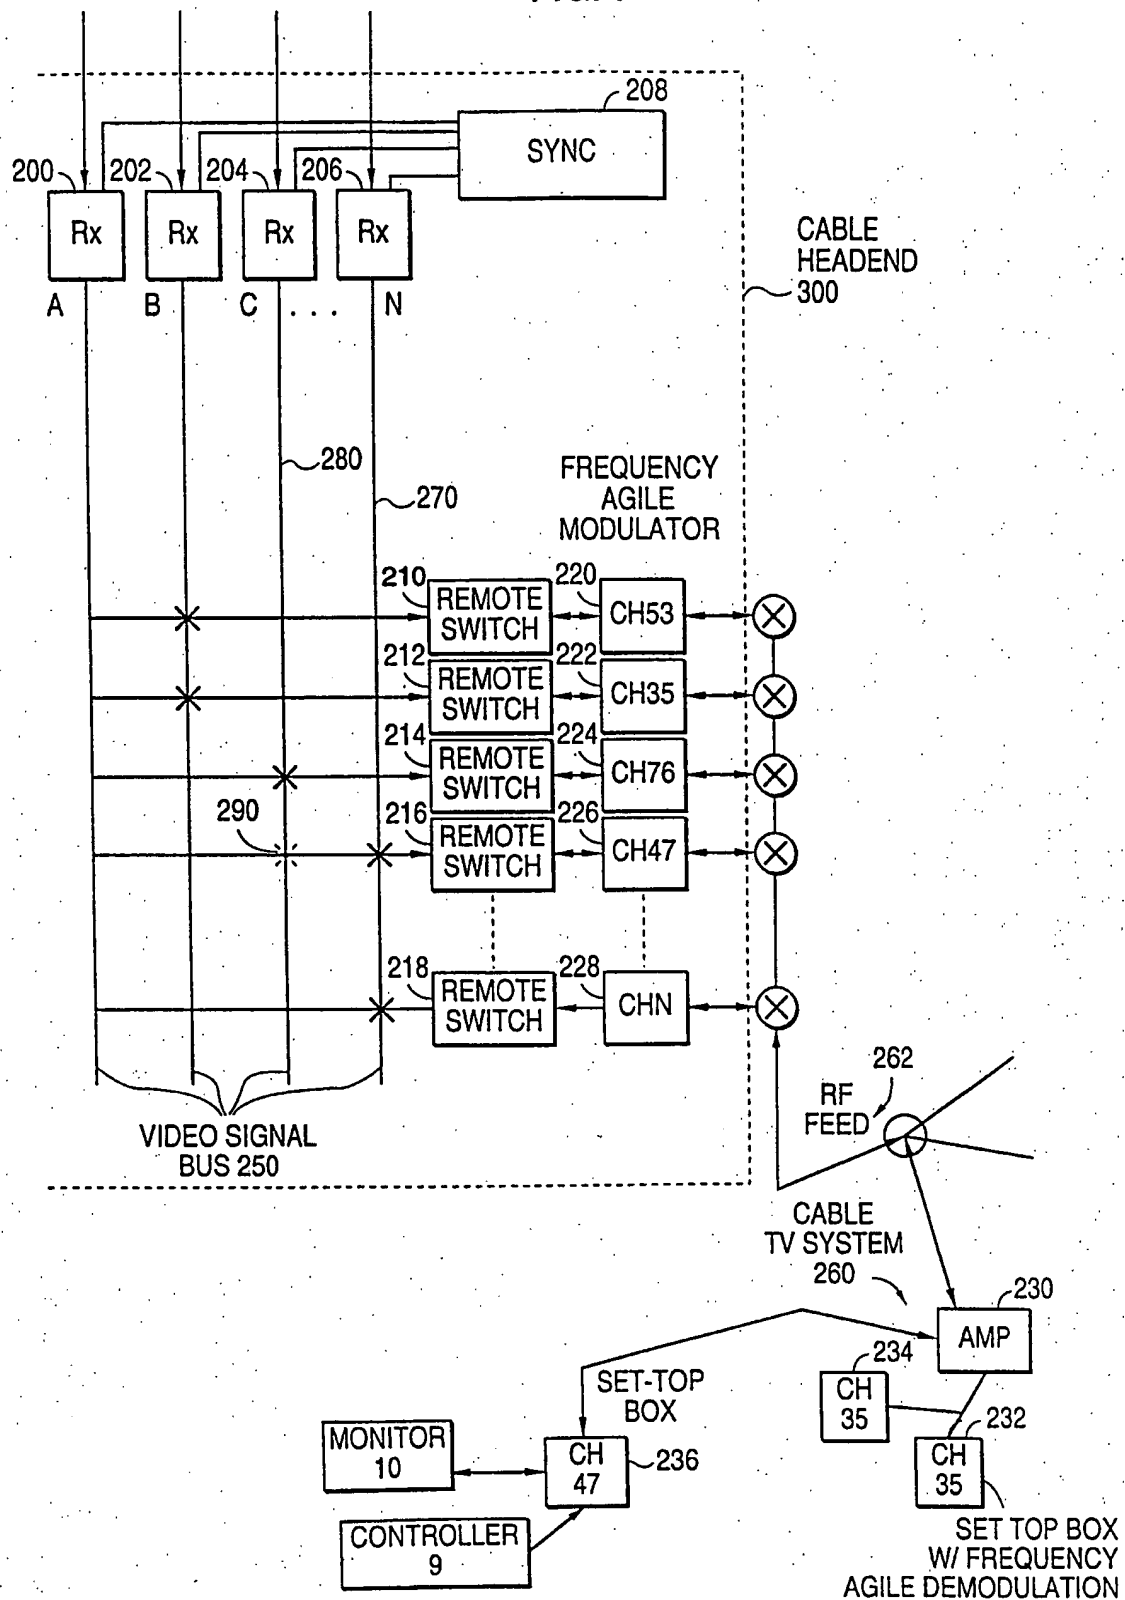 208
SYNC
200
202
204
206
Rx
Rx
Rx
Rx
A
B
C
. . .
N
CABLE
HEADEND
300
280
270
FREQUENCY
AGILE
MODULATOR
210
REMOTE
SWITCH
220
CH53
212
REMOTE
SWITCH
222
CH35
214
REMOTE
SWITCH
224
CH76
290
216
REMOTE
SWITCH
226
CH47
218
REMOTE
SWITCH
228
CHN
VIDEO SIGNAL
BUS 250
262
RF
FEED
CABLE
TV SYSTEM
260
230
AMP
234
CH
35
232
CH
35
SET-TOP
BOX
MONITOR
10
CH
47
236
CONTROLLER
9
SET TOP BOX
W/ FREQUENCY
AGILE DEMODULATION